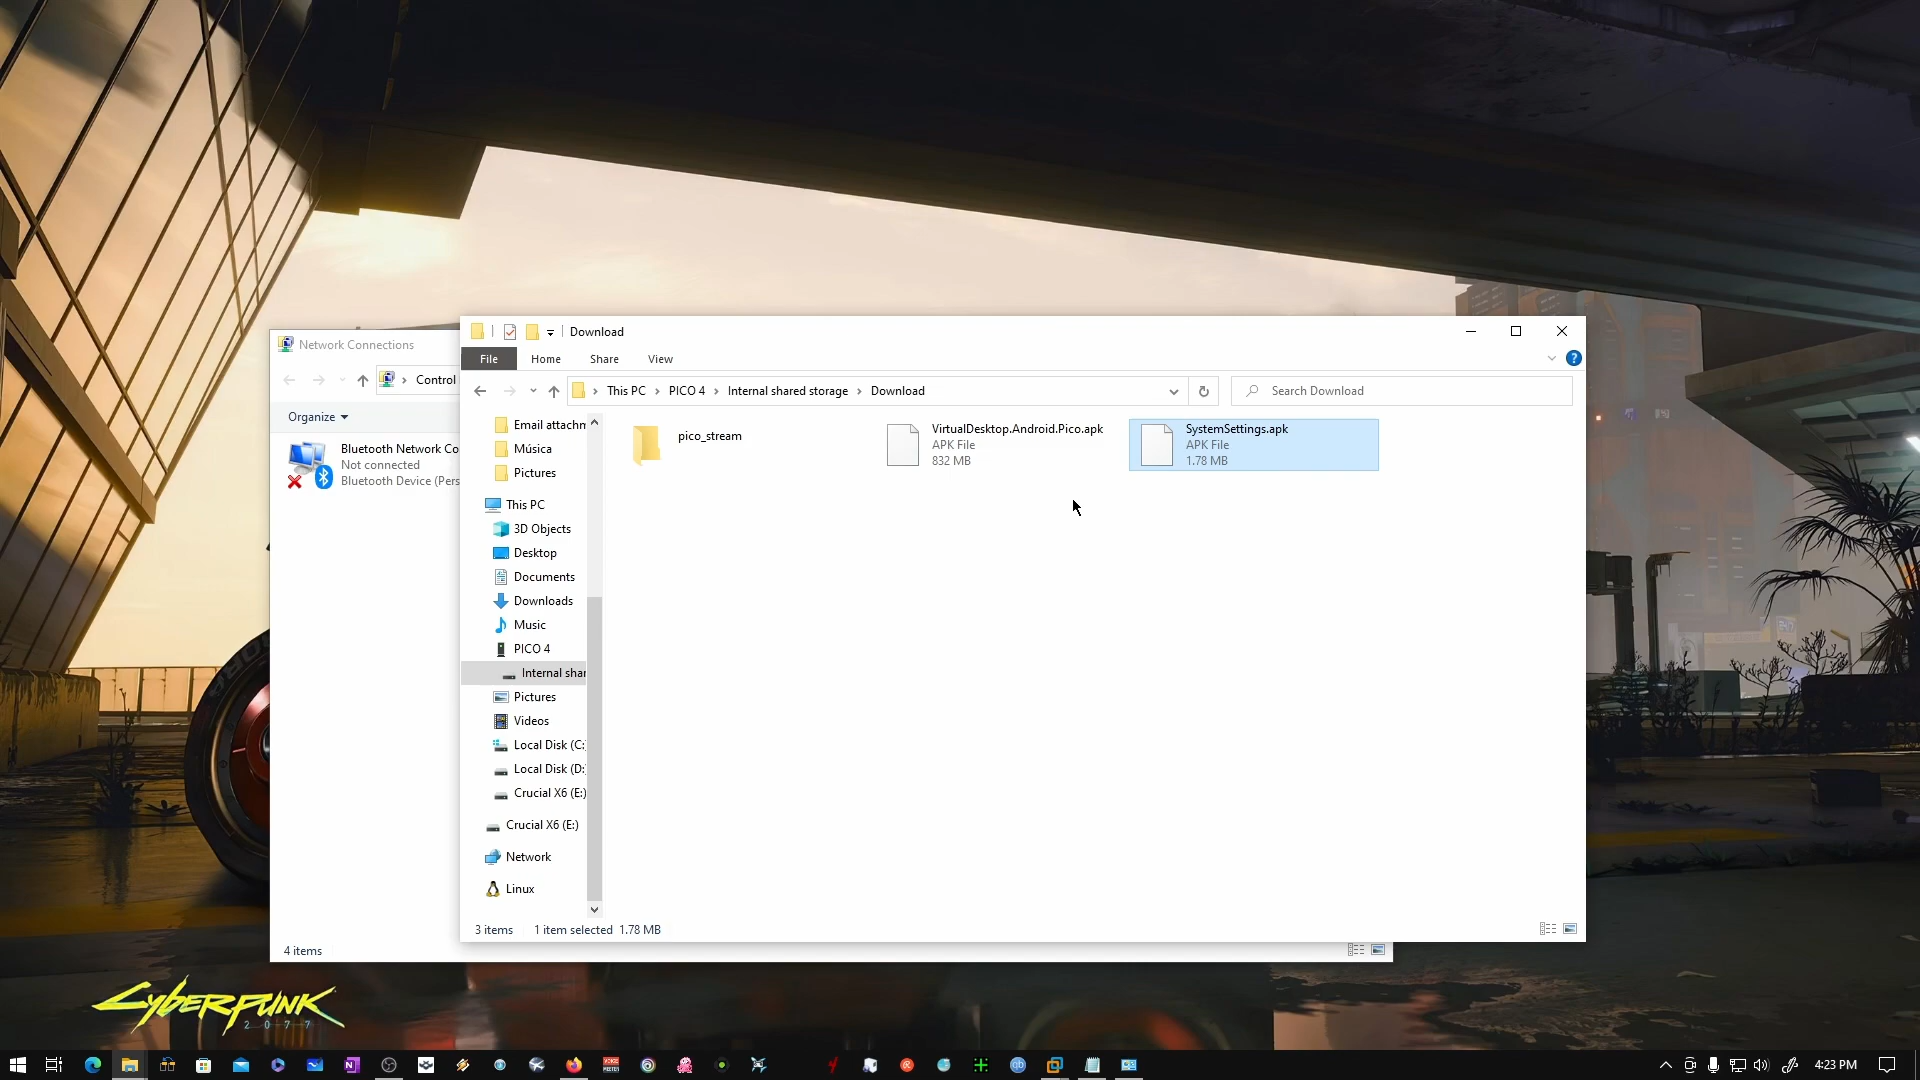 Network Connections
Control
Organize
Bluetooth Network Co
Not connected
Bluetooth Device (Pers
4 items
Download
File
Home
Share
View
This PC
PICO 4
Internal shared storage
Download
Search Download
Email attachm
Música
Pictures
This PC
3D Objects
Desktop
Documents
Downloads
Music
PICO 4
Internal shar
Pictures
Videos
Local Disk (C:
Local Disk (D:
Crucial X6 (E:)
Crucial X6 (E:)
Network
Linux
pico_stream
VirtualDesktop.Android.Pico.apk
APK File
832 MB
SystemSettings.apk
APK File
1.78 MB
3 items
1 item selected 1.78 MB
CYBERPUNK
2077
4:23 PM